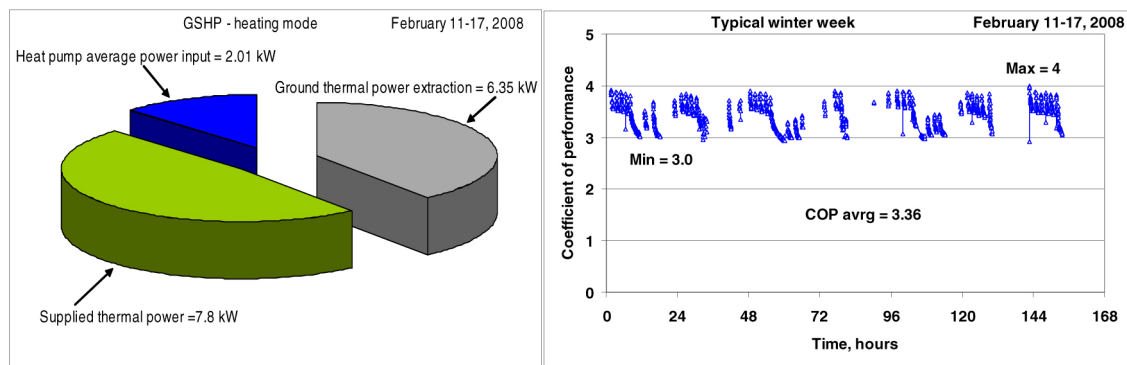 GSHP - heating mode
February 11-17, 2008
Heat pump average power input = 2.01 kW
Ground thermal power extraction = 6.35 kW
Supplied thermal power =7.8 kW
Typical winter week
February 11-17, 2008
5
4
3
2
1
0
Coefficient of performance
Max = 4
Min = 3.0
COP avrg = 3.36
0 24 48 72 96 120 144 168
Time, hours